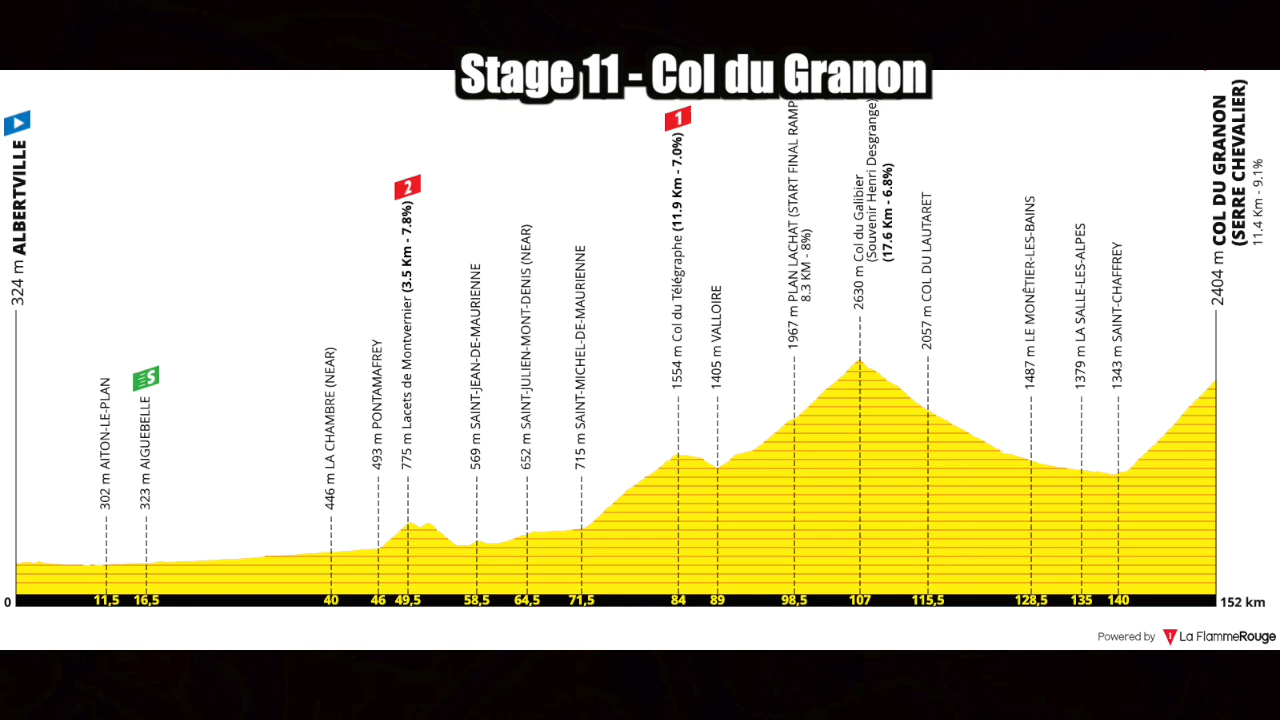 Stage 11 - Col du Granon
324 m ALBERTVILLE
302 m AITON-LE-PLAN
S
323 m AIGUEBELLE
446 m LA CHAMBRE (NEAR)
493 m PONTAMAFREY
2
775 m Lacets de Montvernier (3.5 Km - 7.8%)
569 m SAINT-JEAN-DE-MAURIENNE
652 m SAINT-JULIEN-MONT-DENIS (NEAR)
715 m SAINT-MICHEL-DE-MAURIENNE
1
1554 m Col du Télégraphe (11.9 Km - 7.0%)
1405 m VALLOIRE
1967 m PLAN LACHAT (START FINAL RAMP
8.3 KM - 8%)
2630 m Col du Galibier
(Souvenir Henri Desgrange)
(17.6 Km - 6.8%)
2057 m COL DU LAUTARET
1487 m LE MONÊTIER-LES-BAINS
1379 m LA SALLE-LES-ALPES
1343 m SAINT-CHAFFREY
2404 m COL DU GRANON
(SERRE CHEVALIER)
11.4 Km - 9.1%
0 11,5 16,5 40 46 49,5 58,5 64,5 71,5 84 89 98,5 107 115,5 128,5 135 140 152 km
Powered by La FlammeRouge